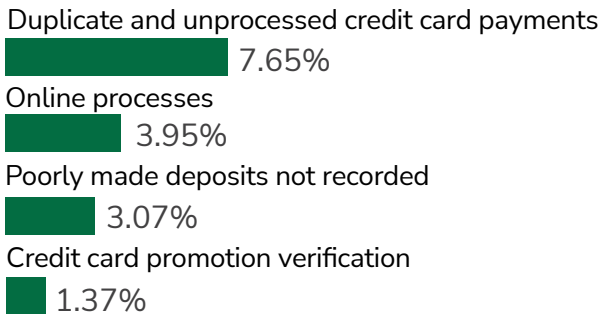 Duplicate and unprocessed credit card payments
7.65%
Online processes
3.95%
Poorly made deposits not recorded
3.07%
Credit card promotion verification
1.37%